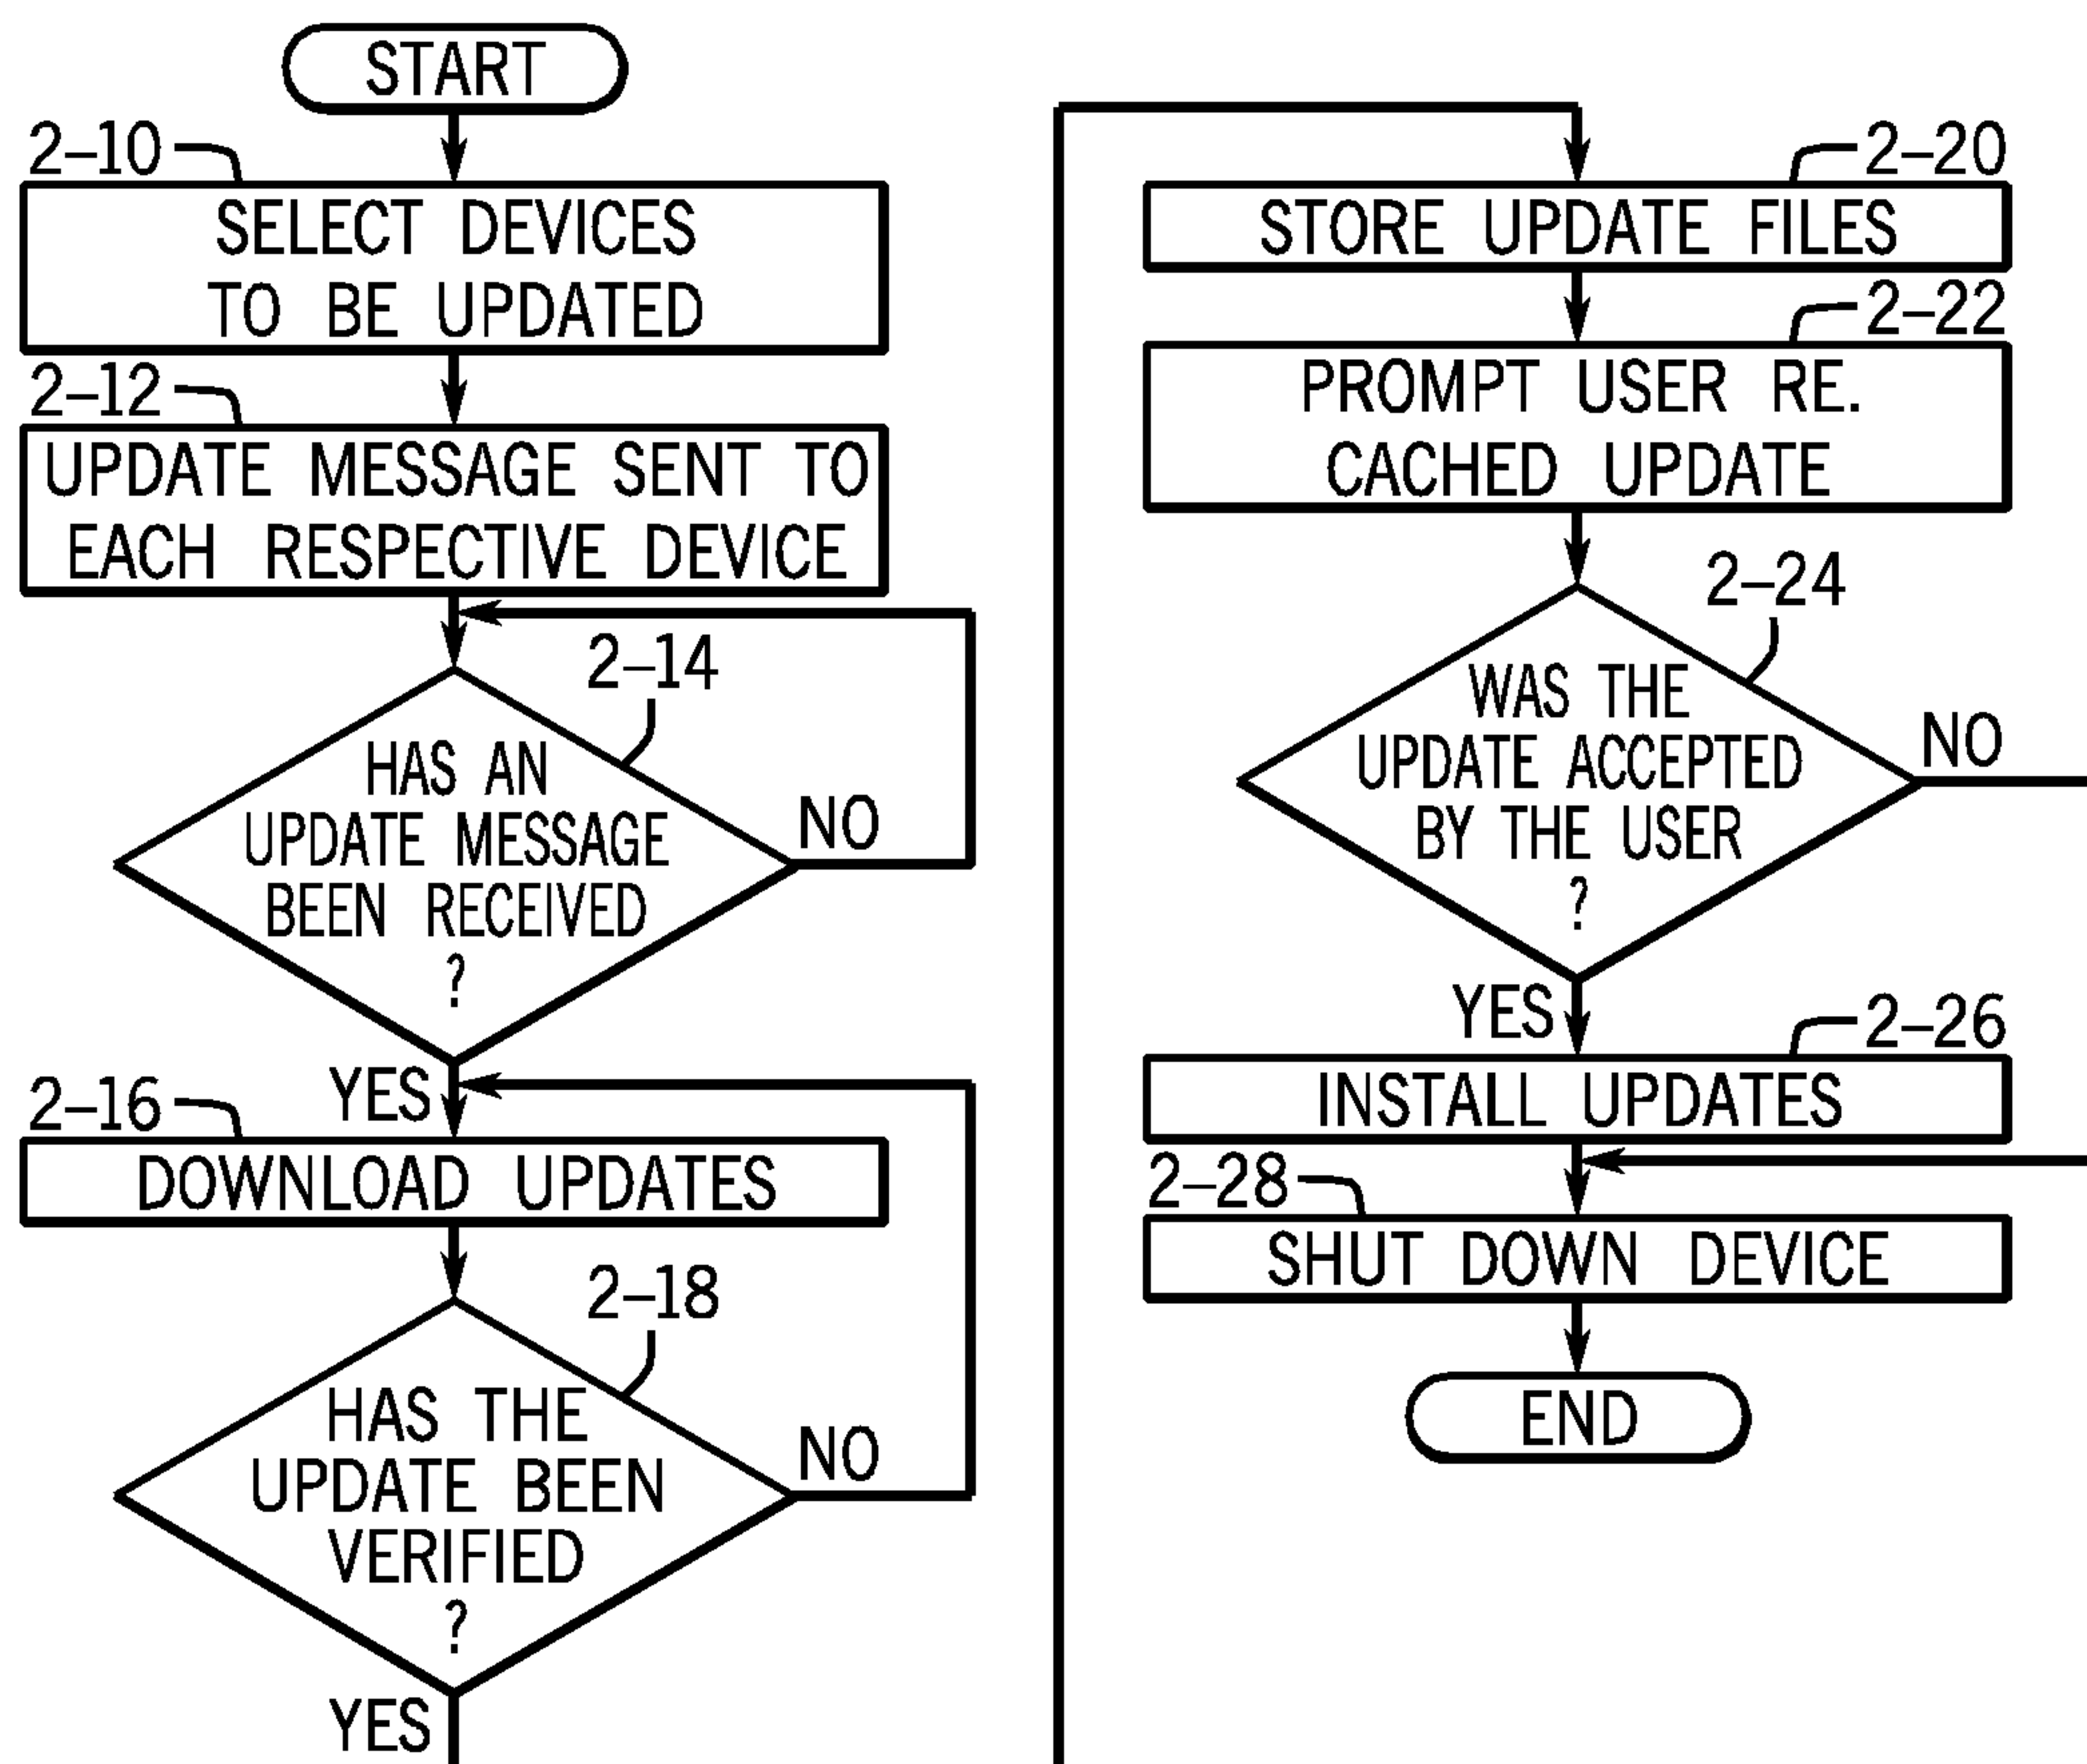 START
2-10
SELECT DEVICES
TO BE UPDATED
2-12
UPDATE MESSAGE SENT TO
EACH RESPECTIVE DEVICE
2-14
HAS AN
UPDATE MESSAGE
BEEN RECEIVED
?
NO
YES
2-16
DOWNLOAD UPDATES
2-18
HAS THE
UPDATE BEEN
VERIFIED
?
NO
YES
2-20
STORE UPDATE FILES
2-22
PROMPT USER RE.
CACHED UPDATE
2-24
WAS THE
UPDATE ACCEPTED
BY THE USER
?
NO
YES
2-26
INSTALL UPDATES
2-28
SHUT DOWN DEVICE
END